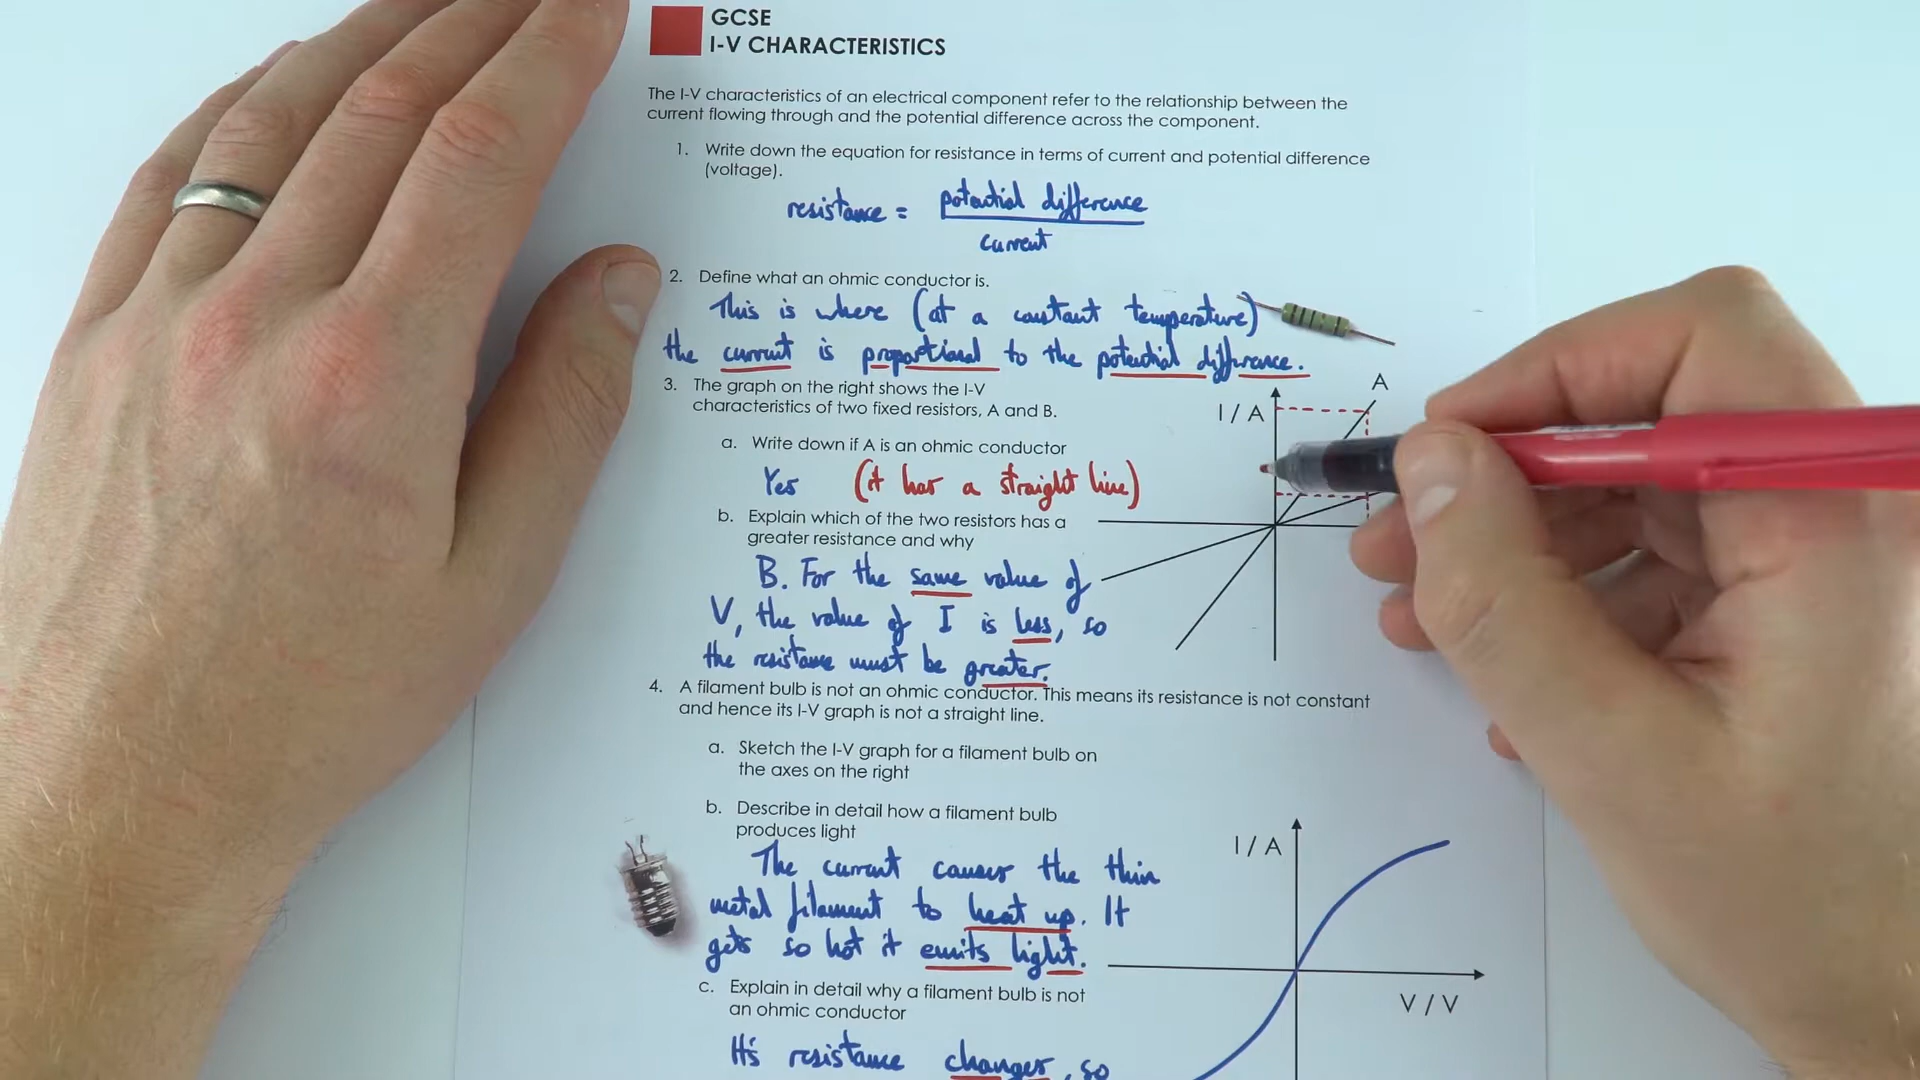 GCSE
I-V CHARACTERISTICS
The I-V characteristics of an electrical component refer to the relationship between the
current flowing through and the potential difference across the component.
1. Write down the equation for resistance in terms of current and potential difference
(voltage).
resistance = potential difference
current
2. Define what an ohmic conductor is.
This is where (at a constant temperature)
the current is proportional to the potential difference.
3. The graph on the right shows the I-V
characteristics of two fixed resistors, A and B.
A
I / A
a. Write down if A is an ohmic conductor
Yes (it has a straight line)
b. Explain which of the two resistors has a
greater resistance and why
B. For the same value of
V, the value of I is less, so
the resistance must be greater.
4. A filament bulb is not an ohmic conductor. This means its resistance is not constant
and hence its I-V graph is not a straight line.
a. Sketch the I-V graph for a filament bulb on
the axes on the right
b. Describe in detail how a filament bulb
produces light
I / A
The current causes the thin
metal filament to heat up. It
gets so hot it emits light.
V / V
c. Explain in detail why a filament bulb is not
an ohmic conductor
It's resistance changes, so